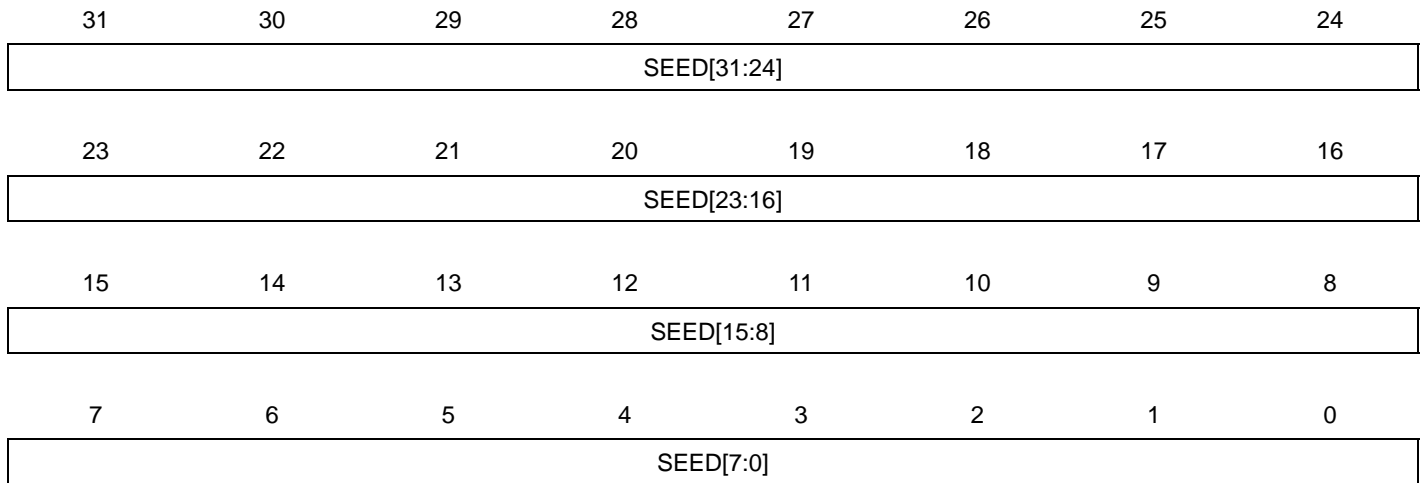 31 30 29 28 27 26 25 24
SEED[31:24]
23 22 21 20 19 18 17 16
SEED[23:16]
15 14 13 12 11 10 9 8
SEED[15:8]
7 6 5 4 3 2 1 0
SEED[7:0]